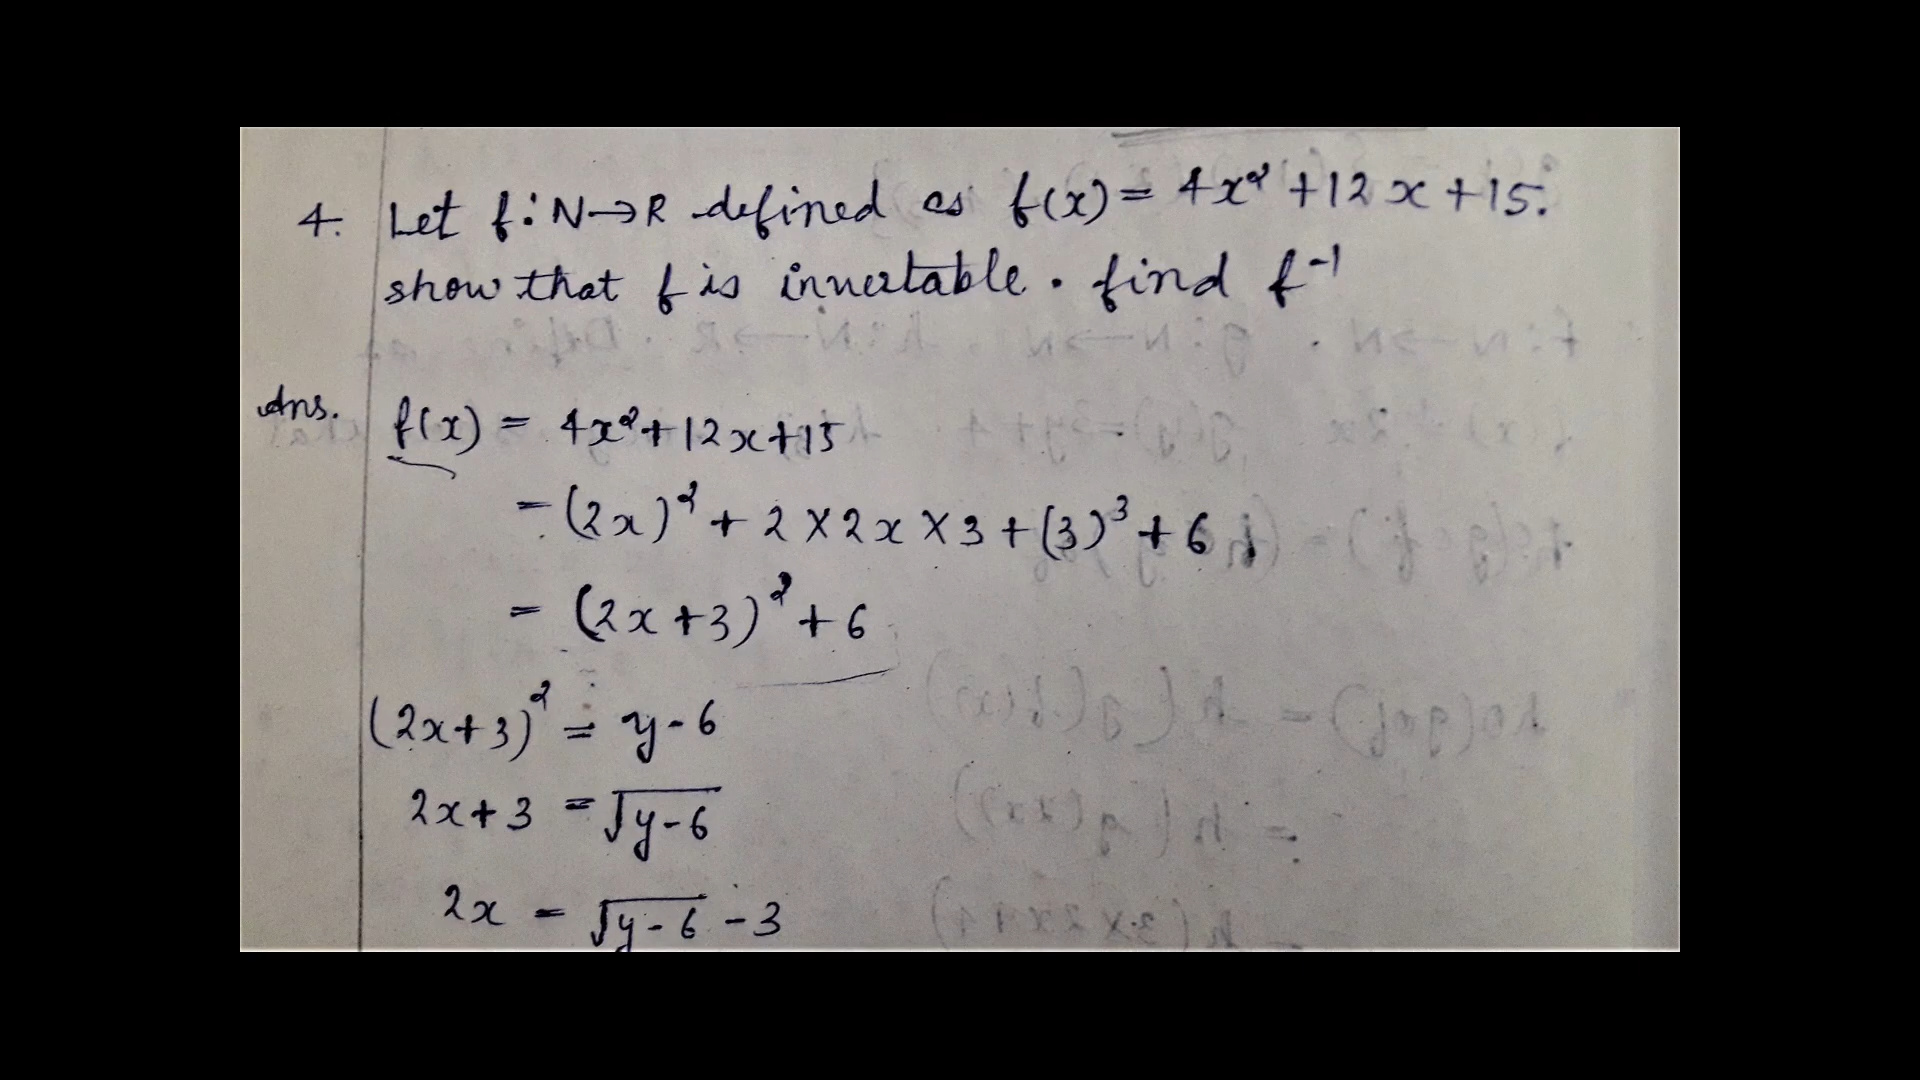 4. Let f: N→R defined as f(x) = 4x² + 12x + 15.
show that f is invertable. find f⁻¹
Ans. f(x) = 4x² + 12x + 15
= (2x)² + 2 × 2x × 3 + (3)³ + 6
= (2x + 3)² + 6
(2x + 3)² = y - 6
2x + 3 = √y-6
2x = √y-6 - 3